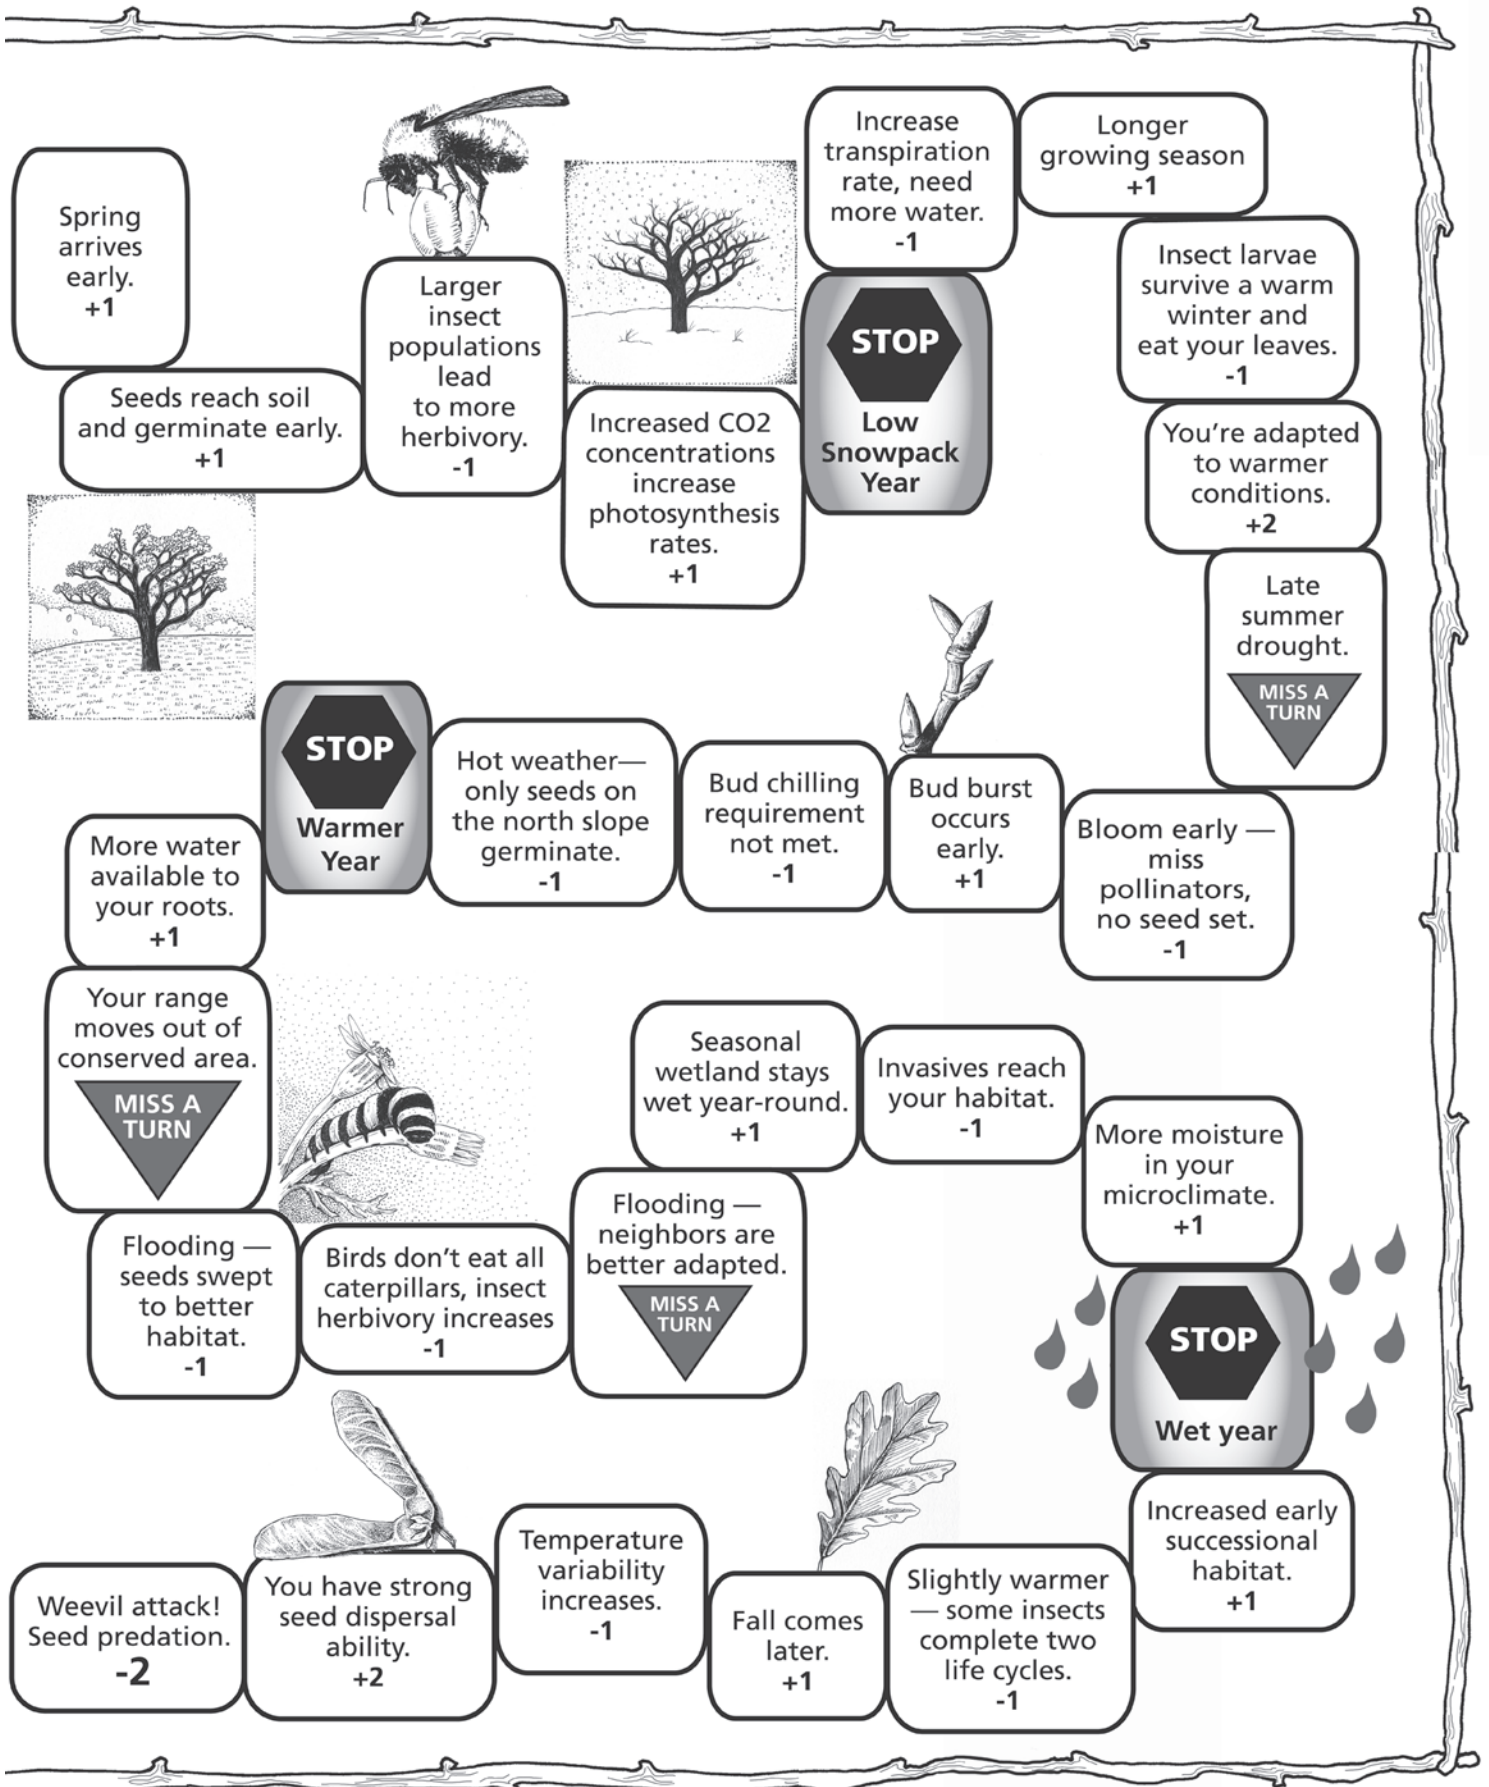 Spring
arrives
early.
+1
Seeds reach soil
and germinate early.
+1
Larger
insect
populations
lead
to more
herbivory.
-1
Increased CO2
concentrations
increase
photosynthesis
rates.
+1
STOP
Low
Snowpack
Year
Increase
transpiration
rate, need
more water.
-1
Longer
growing season
+1
Insect larvae
survive a warm
winter and
eat your leaves.
-1
You're adapted
to warmer
conditions.
+2
Late
summer
drought.
MISS A
TURN
Bloom early —
miss
pollinators,
no seed set.
-1
Bud burst
occurs
early.
+1
Bud chilling
requirement
not met.
-1
Hot weather—
only seeds on
the north slope
germinate.
-1
STOP
Warmer
Year
More water
available to
your roots.
+1
Your range
moves out of
conserved area.
MISS A
TURN
Flooding —
seeds swept
to better
habitat.
-1
Birds don't eat all
caterpillars, insect
herbivory increases
-1
Flooding —
neighbors are
better adapted.
MISS A
TURN
Seasonal
wetland stays
wet year-round.
+1
Invasives reach
your habitat.
-1
More moisture
in your
microclimate.
+1
STOP
Wet year
Increased early
successional
habitat.
+1
Slightly warmer
— some insects
complete two
life cycles.
-1
Fall comes
later.
+1
Temperature
variability
increases.
-1
You have strong
seed dispersal
ability.
+2
Weevil attack!
Seed predation.
-2